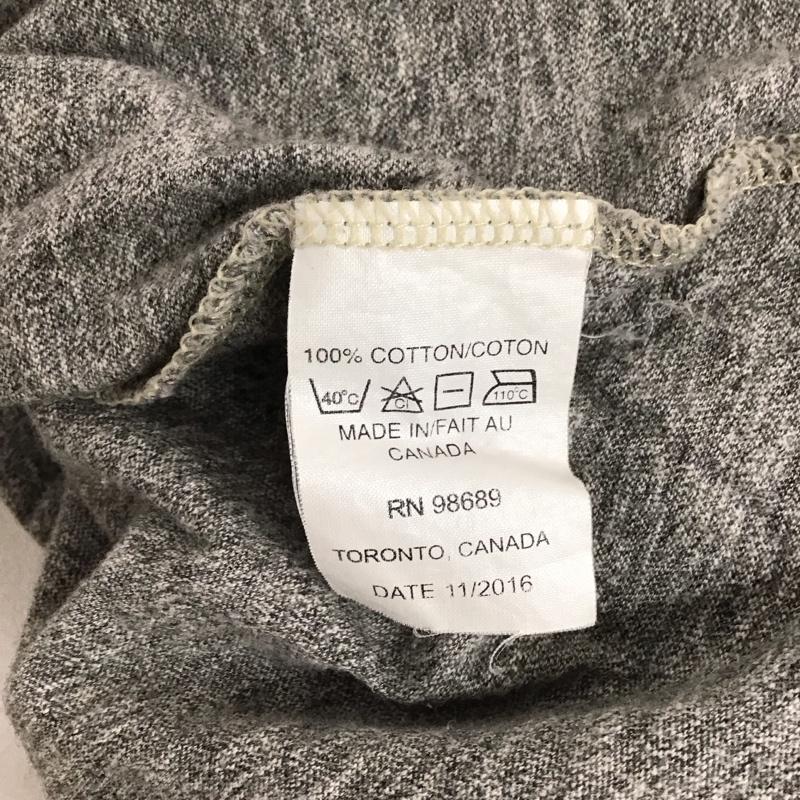 100% COTTON/COTON
40°C Cl 110°C
MADE IN/FAIT AU
CANADA
RN 98689
TORONTO, CANADA
DATE 11/2016